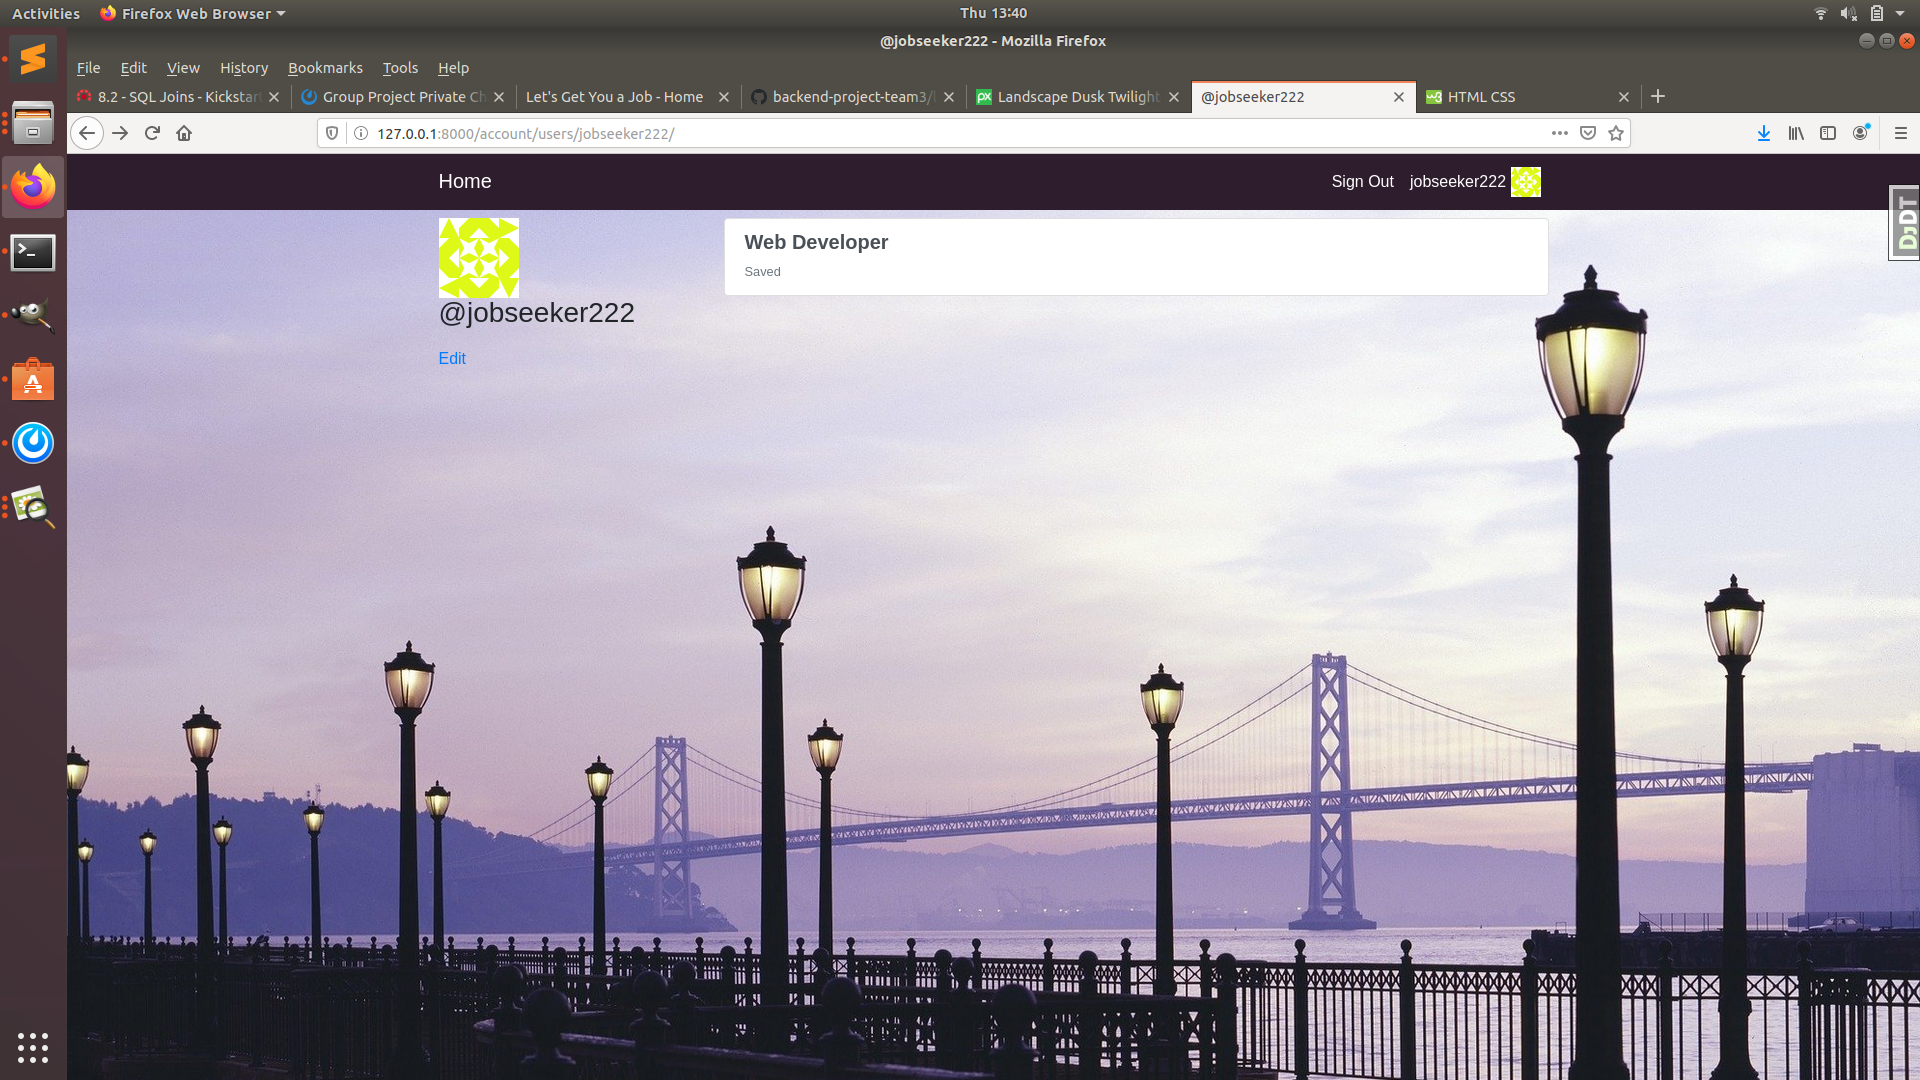 Activities Firefox Web Browser Thu 13:40
@jobseeker222 - Mozilla Firefox
File Edit View History Bookmarks Tools Help
8.2 - SQL Joins - Kickstar Group Project Private Ch Let's Get You a Job - Home backend-project-team3/ Landscape Dusk Twilight @jobseeker222 HTML CSS
127.0.0.1:8000/account/users/jobseeker222/
Home Sign Out jobseeker222
DJDT
Web Developer
Saved
@jobseeker222
Edit